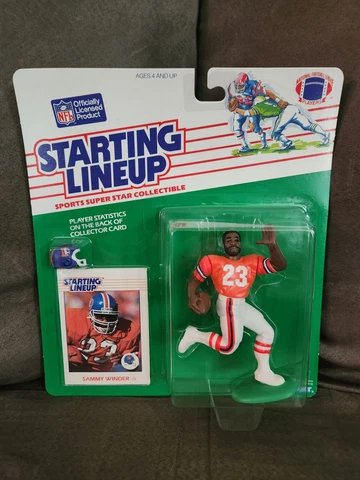 AGES 4 AND UP
NFL
Officially
Licensed
Product
PLAYERS
STARTING
LINEUP
SPORTS SUPER STAR COLLECTIBLE
PLAYER STATISTICS
ON THE BACK OF
COLLECTOR CARD
STARTING
LINEUP
23
SAMMY WINDER
23